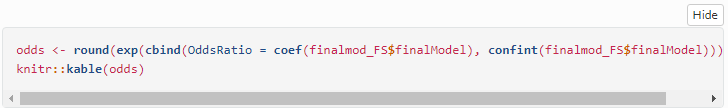 Hide
odds <- round(exp(cbind(OddsRatio = coef(finalmod_FS$finalModel), confint(finalmod_FS$finalModel)))
knitr::kable(odds)